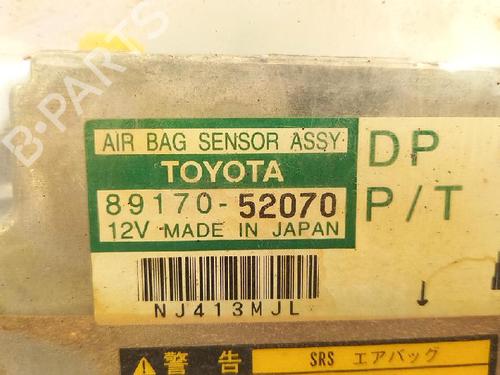 B-PARTS
AIR BAG SENSOR ASSY
TOYOTA
89170-52070
12V MADE IN JAPAN
DP
P/T
NJ413MJL
警告
SRS エアバッグ